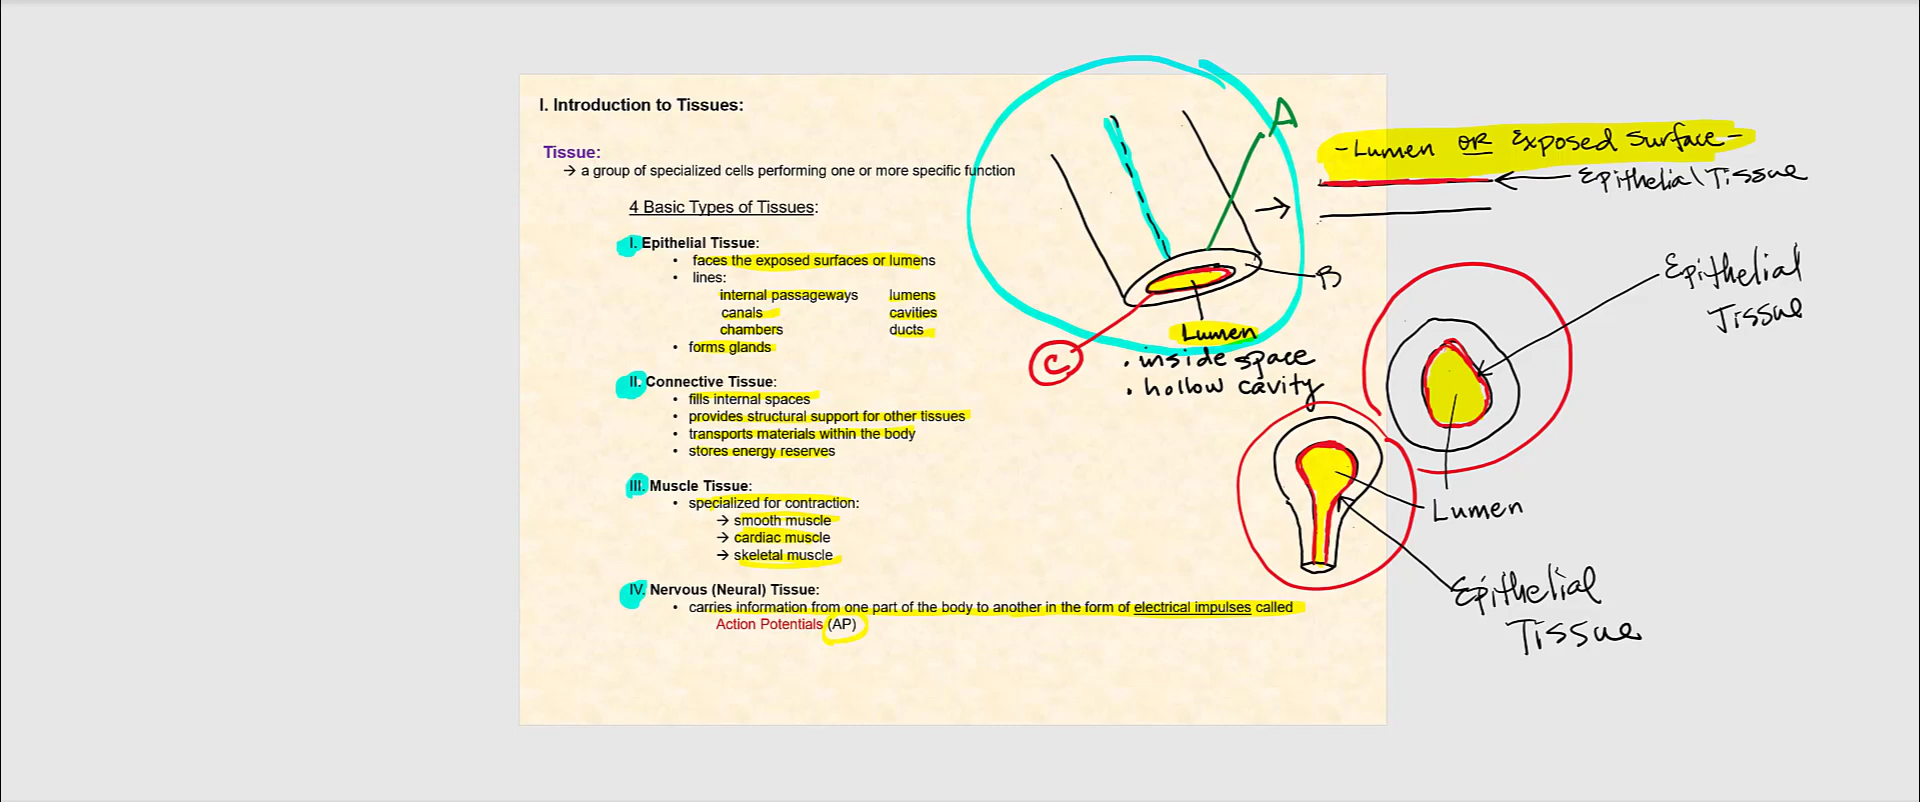 I. Introduction to Tissues:
Tissue:
→ a group of specialized cells performing one or more specific function
4 Basic Types of Tissues:
I. Epithelial Tissue:
• faces the exposed surfaces or lumens
• lines:
internal passageways lumens
canals cavities
chambers ducts
• forms glands
II. Connective Tissue:
• fills internal spaces
• provides structural support for other tissues
• transports materials within the body
• stores energy reserves
III. Muscle Tissue:
• specialized for contraction:
→ smooth muscle
→ cardiac muscle
→ skeletal muscle
IV. Nervous (Neural) Tissue:
• carries information from one part of the body to another in the form of electrical impulses called
Action Potentials (AP)
A
B
C
Lumen
• inside space
• hollow cavity
- Lumen OR Exposed Surface -
Epithelial Tissue
Epithelial
Tissue
Lumen
Epithelial
Tissue